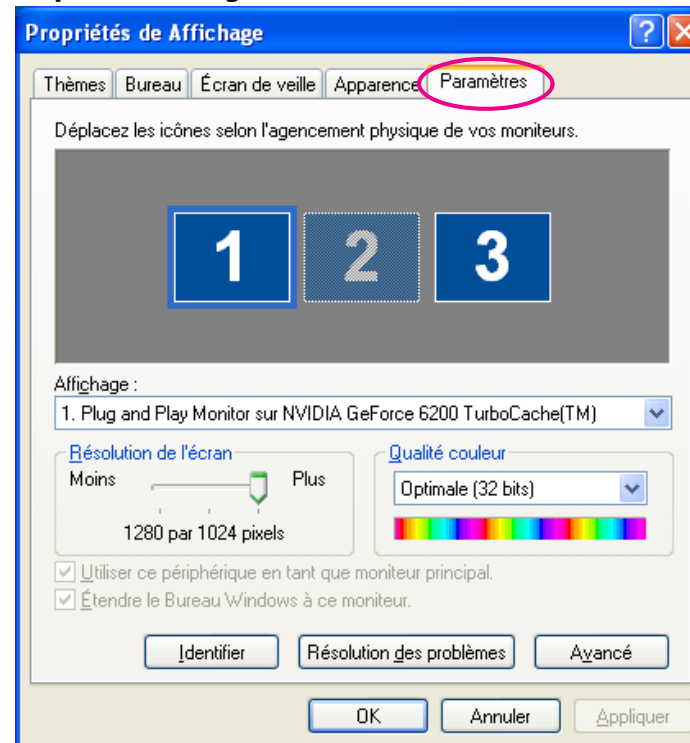 Propriétés de Affichage
Thèmes Bureau Écran de veille Apparence Paramètres
Déplacez les icônes selon l'agencement physique de vos moniteurs.
1 2 3
Affichage :
1. Plug and Play Monitor sur NVIDIA GeForce 6200 TurboCache(TM)
Résolution de l'écran Qualité couleur
Moins Plus Optimale (32 bits)
1280 par 1024 pixels
Utiliser ce périphérique en tant que moniteur principal.
Étendre le Bureau Windows à ce moniteur.
Identifier Résolution des problèmes Avancé
OK Annuler Appliquer